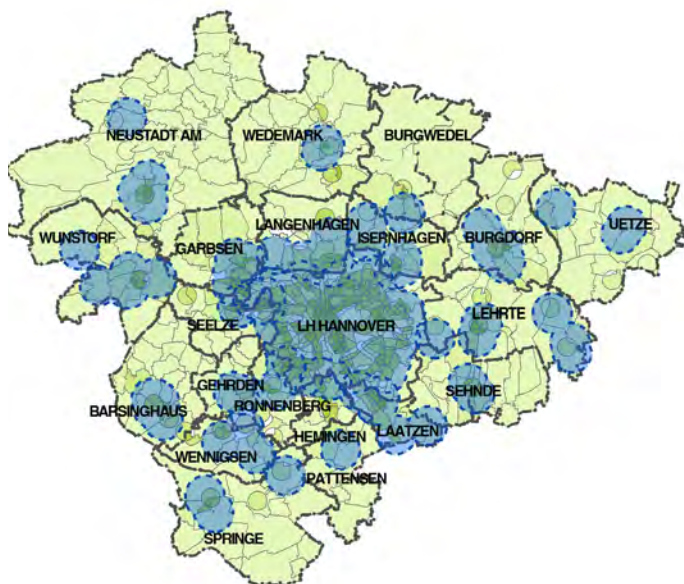 NEUSTADT AM
WEDEMARK
BURGWEDEL
WUNSTORF
GARBSEN
LANGENHAGEN
ISERNHAGEN
BURGDORF
UETZE
SEELZE
LH HANNOVER
LEHRTE
GEHRDEN
SEHNDE
BARSINGHAUS
RONNENBERG
HEMINGEN
LAATZEN
WENNIGSEN
PATTENSEN
SPRINGE